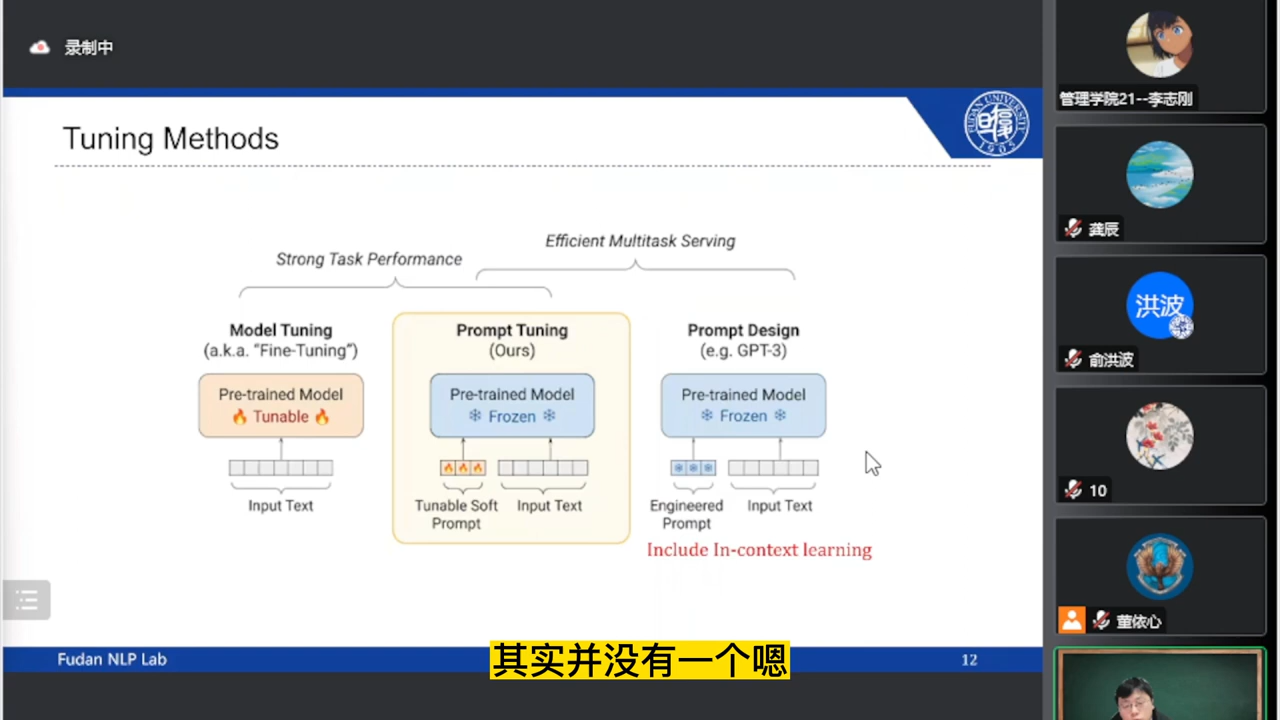 录制中
Tuning Methods
FUDAN UNIVERSITY
1905
Efficient Multitask Serving
Strong Task Performance
Model Tuning
(a.k.a. “Fine-Tuning”)
Prompt Tuning
(Ours)
Prompt Design
(e.g. GPT-3)
Pre-trained Model
Tunable
Pre-trained Model
Frozen
Pre-trained Model
Frozen
Input Text
Tunable Soft
Prompt
Input Text
Engineered
Prompt
Input Text
Include In-context learning
Fudan NLP Lab
12
其实并没有一个嗯
管理学院21--李志刚
龚辰
洪波
俞洪波
10
董依心